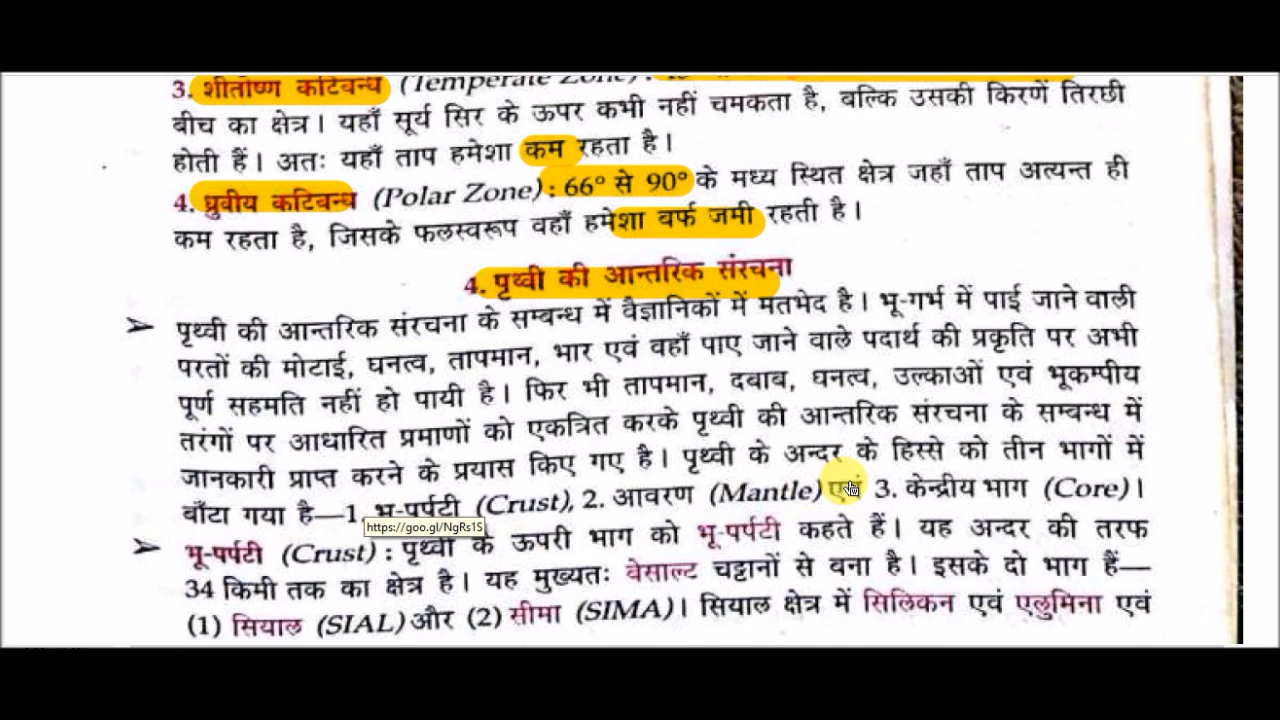 3. शीतोष्ण कटिबन्ध (Temperate Zone) :
बीच का क्षेत्र। यहाँ सूर्य सिर के ऊपर कभी नहीं चमकता है, बल्कि उसकी किरणें तिरछी
होती हैं। अतः यहाँ ताप हमेशा कम रहता है।
4. ध्रुवीय कटिबन्ध (Polar Zone) : 66° से 90° के मध्य स्थित क्षेत्र जहाँ ताप अत्यन्त ही
कम रहता है, जिसके फलस्वरूप वहाँ हमेशा वर्फ जमी रहती है।
4. पृथ्वी की आन्तरिक संरचना
➢ पृथ्वी की आन्तरिक संरचना के सम्बन्ध में वैज्ञानिकों में मतभेद है। भू-गर्भ में पाई जाने वाली
परतों की मोटाई, घनत्व, तापमान, भार एवं वहाँ पाए जाने वाले पदार्थ की प्रकृति पर अभी
पूर्ण सहमति नहीं हो पायी है। फिर भी तापमान, दबाब, घनत्व, उल्काओं एवं भूकम्पीय
तरंगों पर आधारित प्रमाणों को एकत्रित करके पृथ्वी की आन्तरिक संरचना के सम्बन्ध में
जानकारी प्राप्त करने के प्रयास किए गए है। पृथ्वी के अन्दर के हिस्से को तीन भागों में
बाँटा गया है—1. भू-पर्पटी (Crust), 2. आवरण (Mantle) एवं 3. केन्द्रीय भाग (Core)।
https://goo.gl/NgRs1S
➢ भू-पर्पटी (Crust) : पृथ्वी के ऊपरी भाग को भू-पर्पटी कहते हैं। यह अन्दर की तरफ
34 किमी तक का क्षेत्र है। यह मुख्यतः वेसाल्ट चट्टानों से बना है। इसके दो भाग हैं—
(1) सियाल (SIAL) और (2) सीमा (SIMA)। सियाल क्षेत्र में सिलिकन एवं एलुमिना एवं